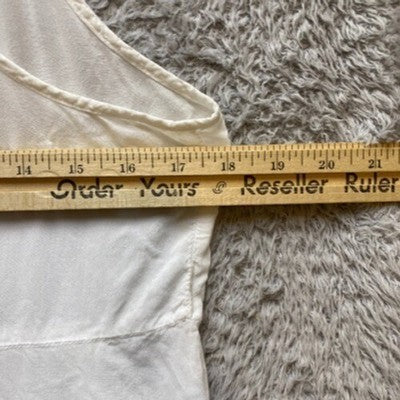 14 15 16 17 18 19 20 21
Order Yours Reseller Ruler